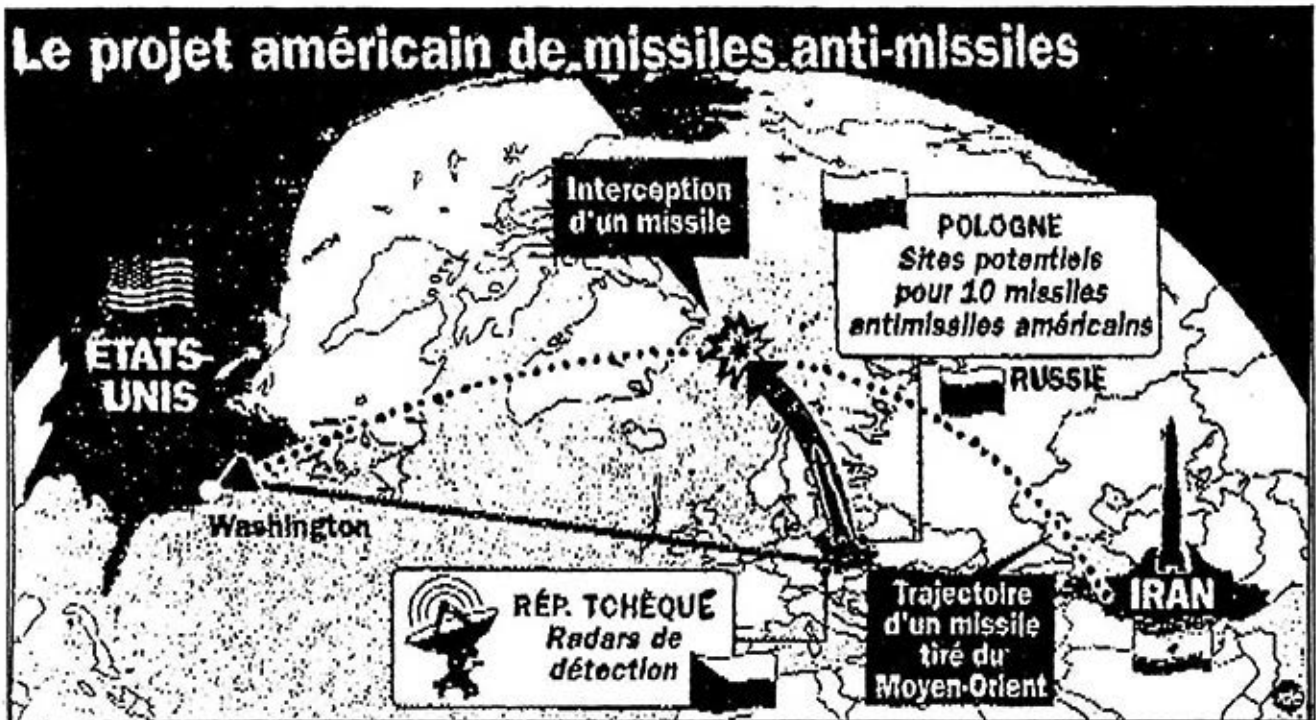 Le projet américain de missiles anti-missiles
Interception
d'un missile
POLOGNE
Sites potentiels
pour 10 missiles
antimissiles américains
ÉTATS-
UNIS
RUSSIE
Washington
RÉP. TCHÈQUE
Radars de
détection
Trajectoire
d'un missile
tiré du
Moyen-Orient
IRAN